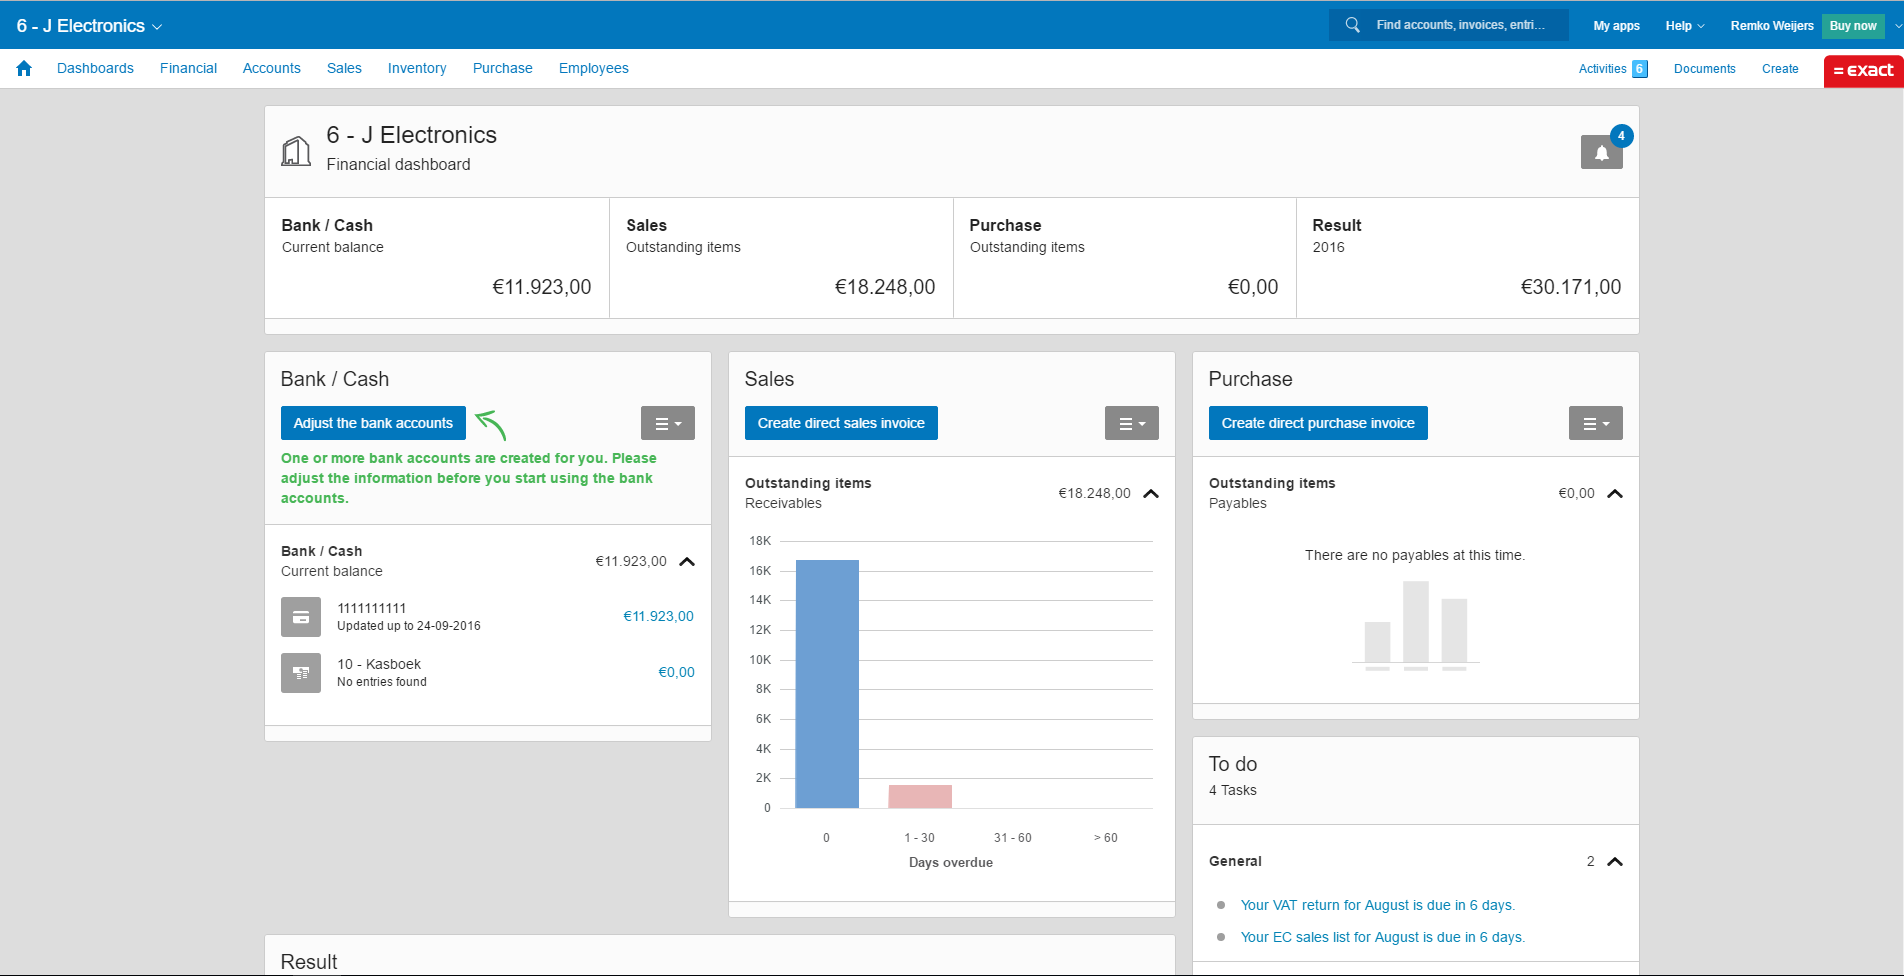 6 - J Electronics
Find accounts, invoices, entri...
My apps
Help
Remko Weijers
Buy now
Dashboards
Financial
Accounts
Sales
Inventory
Purchase
Employees
Activities 6
Documents
Create
=exact
6 - J Electronics
Financial dashboard
4
Bank / Cash
Current balance
€11.923,00
Sales
Outstanding items
€18.248,00
Purchase
Outstanding items
€0,00
Result
2016
€30.171,00
Bank / Cash
Adjust the bank accounts
One or more bank accounts are created for you. Please
adjust the information before you start using the bank
accounts.
Bank / Cash
Current balance
€11.923,00
1111111111
Updated up to 24-09-2016
€11.923,00
10 - Kasboek
No entries found
€0,00
Sales
Create direct sales invoice
Outstanding items
Receivables
€18.248,00
18K
16K
14K
12K
10K
8K
6K
4K
2K
0
0
1 - 30
31 - 60
> 60
Days overdue
Purchase
Create direct purchase invoice
Outstanding items
Payables
€0,00
There are no payables at this time.
To do
4 Tasks
General
2
Your VAT return for August is due in 6 days.
Your EC sales list for August is due in 6 days.
Result